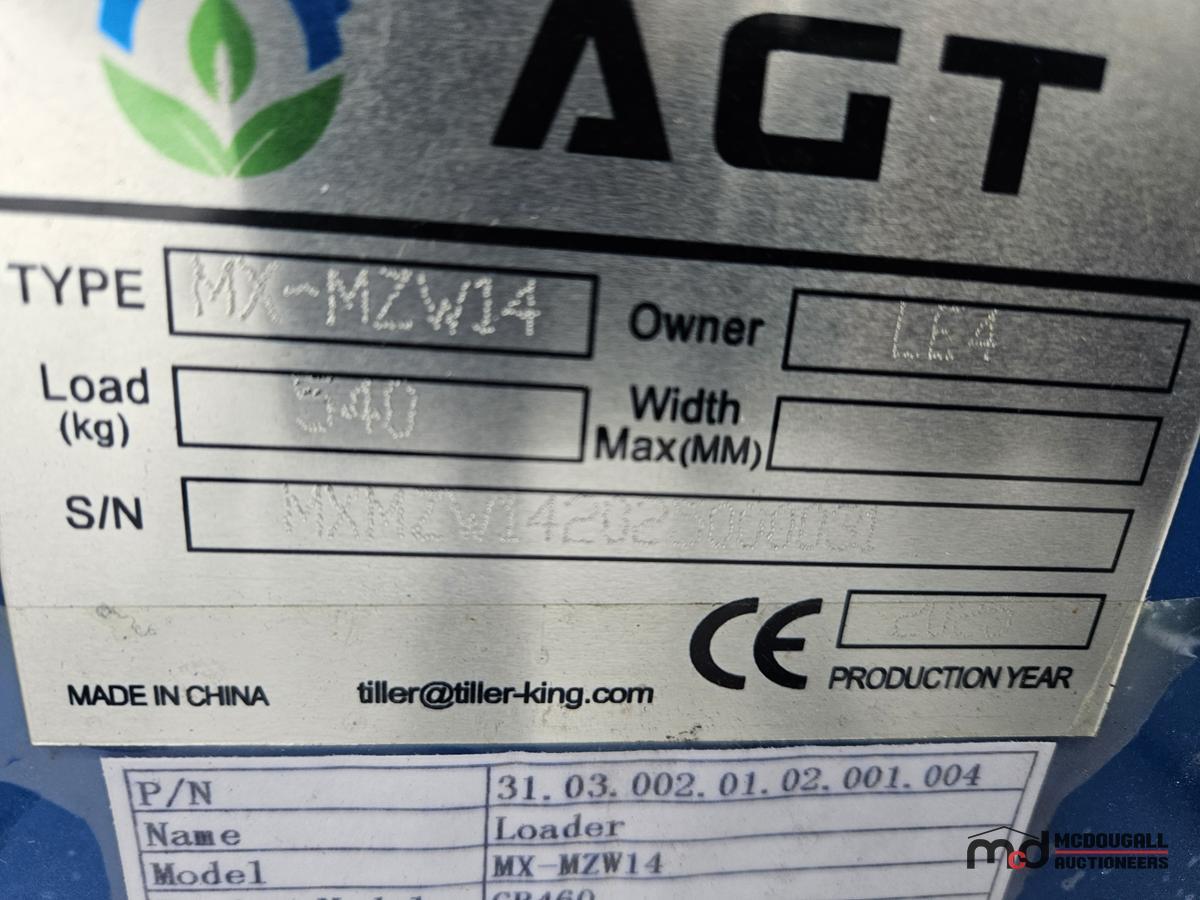 AGT
TYPE MX-MZW14 Owner LE4
Load (kg) 540 Width Max(MM)
S/N
CE
PRODUCTION YEAR
MADE IN CHINA tiller@tiller-king.com
P/N 31.03.002.01.02.001.004
Name Loader
Model MX-MZW14
mcd MCDOUGALL AUCTIONEERS